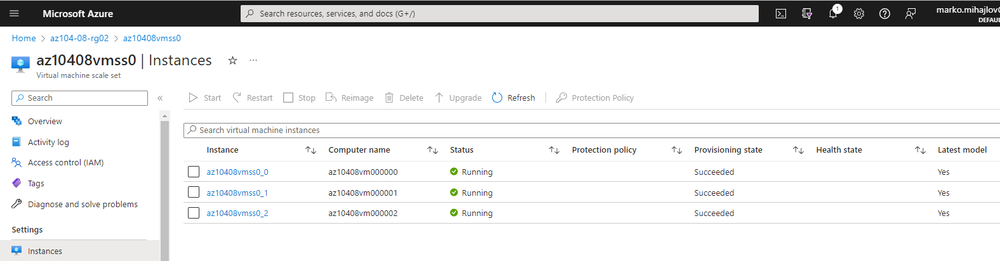 Microsoft Azure
Search resources, services, and docs (G+/)
1
marko.mihajlov@
DEFAUL
Home > az104-08-rg02 > az10408vmss0
az10408vmss0 | Instances
Virtual machine scale set
Search
Start Restart Stop Reimage Delete Upgrade Refresh Protection Policy
Overview
Activity log
Access control (IAM)
Tags
Diagnose and solve problems
Settings
Instances
Search virtual machine instances
Instance Computer name Status Protection policy Provisioning state Health state Latest model
az10408vmss0_0 az10408vm000000 Running Succeeded Yes
az10408vmss0_1 az10408vm000001 Running Succeeded Yes
az10408vmss0_2 az10408vm000002 Running Succeeded Yes